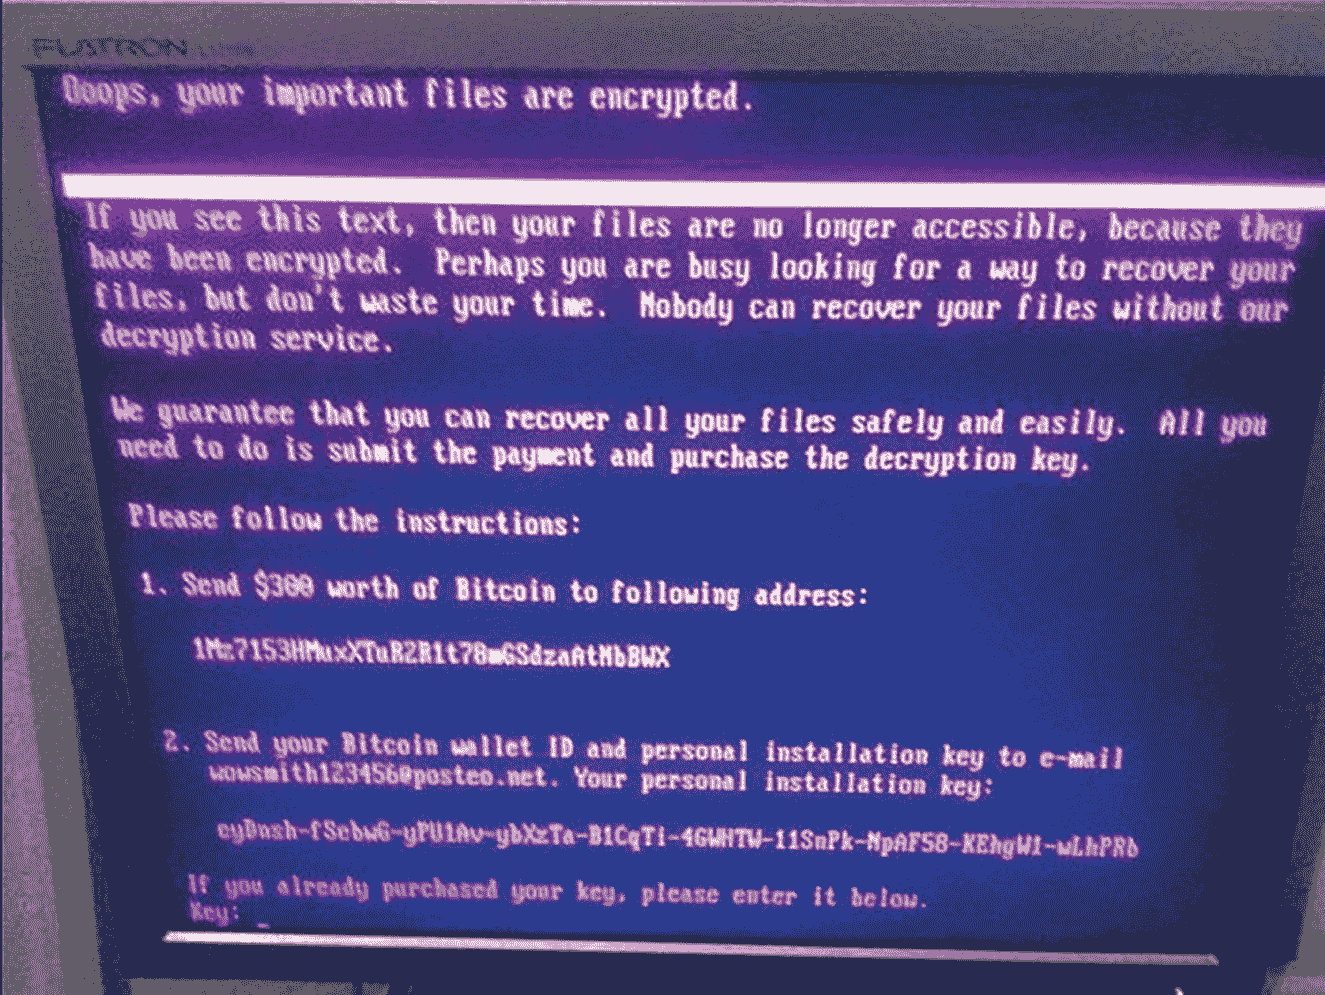 FLATRON
Ooops, your important files are encrypted.
If you see this text, then your files are no longer accessible, because they
have been encrypted.  Perhaps you are busy looking for a way to recover your
files, but don't waste your time.  Nobody can recover your files without our
decryption service.
We guarantee that you can recover all your files safely and easily.  All you
need to do is submit the payment and purchase the decryption key.
Please follow the instructions:
1. Send $300 worth of Bitcoin to following address:
1Mz7153HMuxXTuR2R1t78mGSdzaAtNbBWX
2. Send your Bitcoin wallet ID and personal installation key to e-mail
wowsmith123456@posteo.net. Your personal installation key:
If you already purchased your key, please enter it below.
Key: _